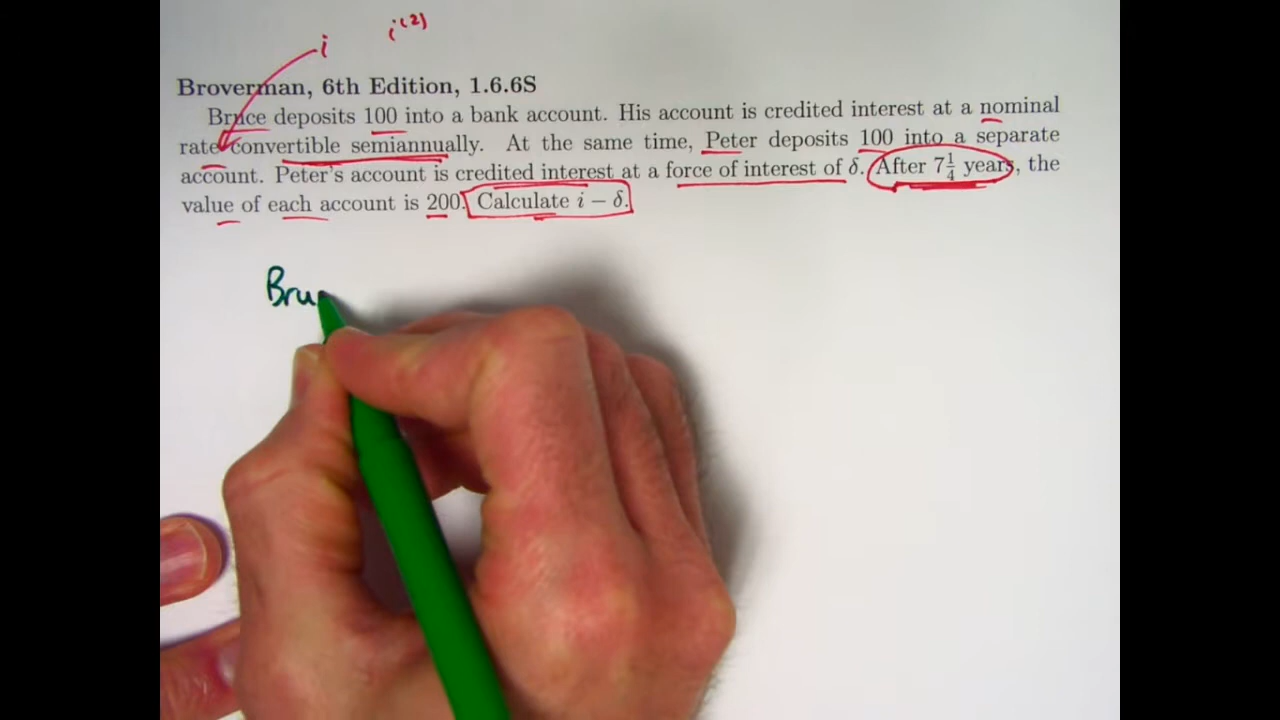 i i⁽²⁾
Broverman, 6th Edition, 1.6.6S
Bruce deposits 100 into a bank account. His account is credited interest at a nominal
rate convertible semiannually. At the same time, Peter deposits 100 into a separate
account. Peter's account is credited interest at a force of interest of δ. After 7 1/4 years, the
value of each account is 200. Calculate i − δ.
Bru